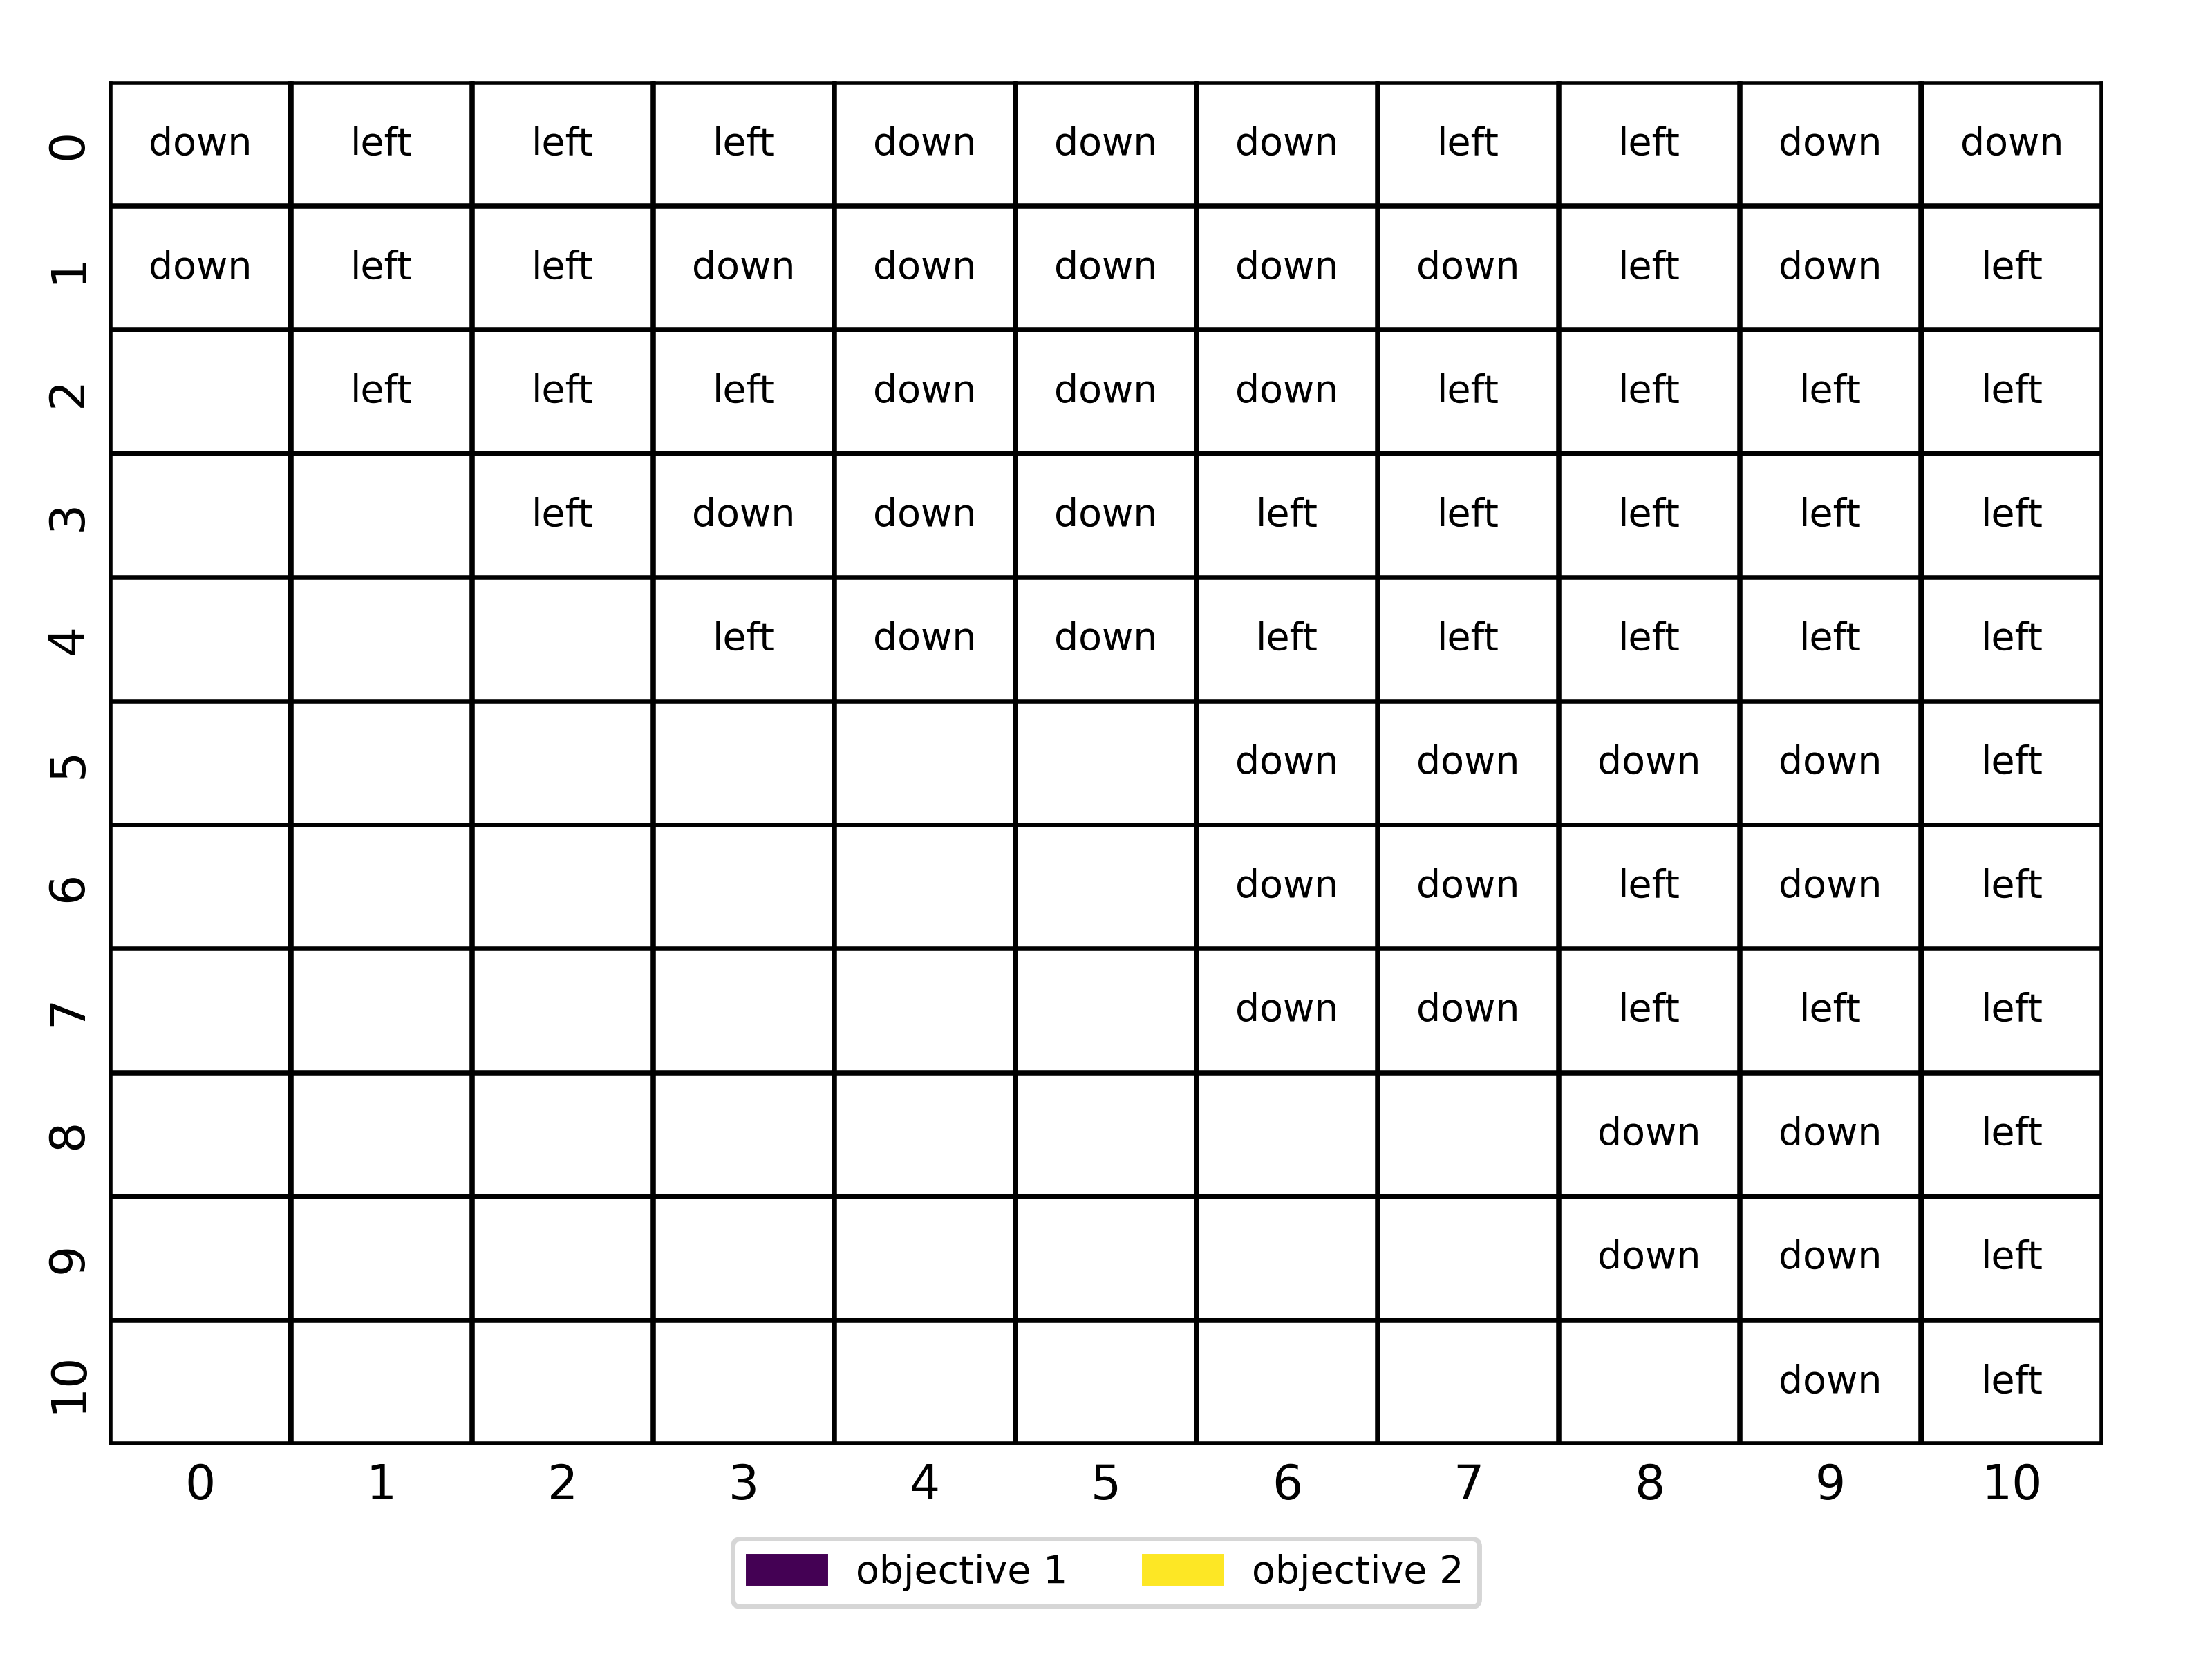 0 down left left left down down down left left down down
1 down left left down down down down down left down left
2 left left left down down down left left left left
3 left down down down left left left left left
4 left down down left left left left left
5 down down down down left
6 down down left down left
7 down down left left left
8 down down left
9 down down left
10 down left
0 1 2 3 4 5 6 7 8 9 10
objective 1 objective 2